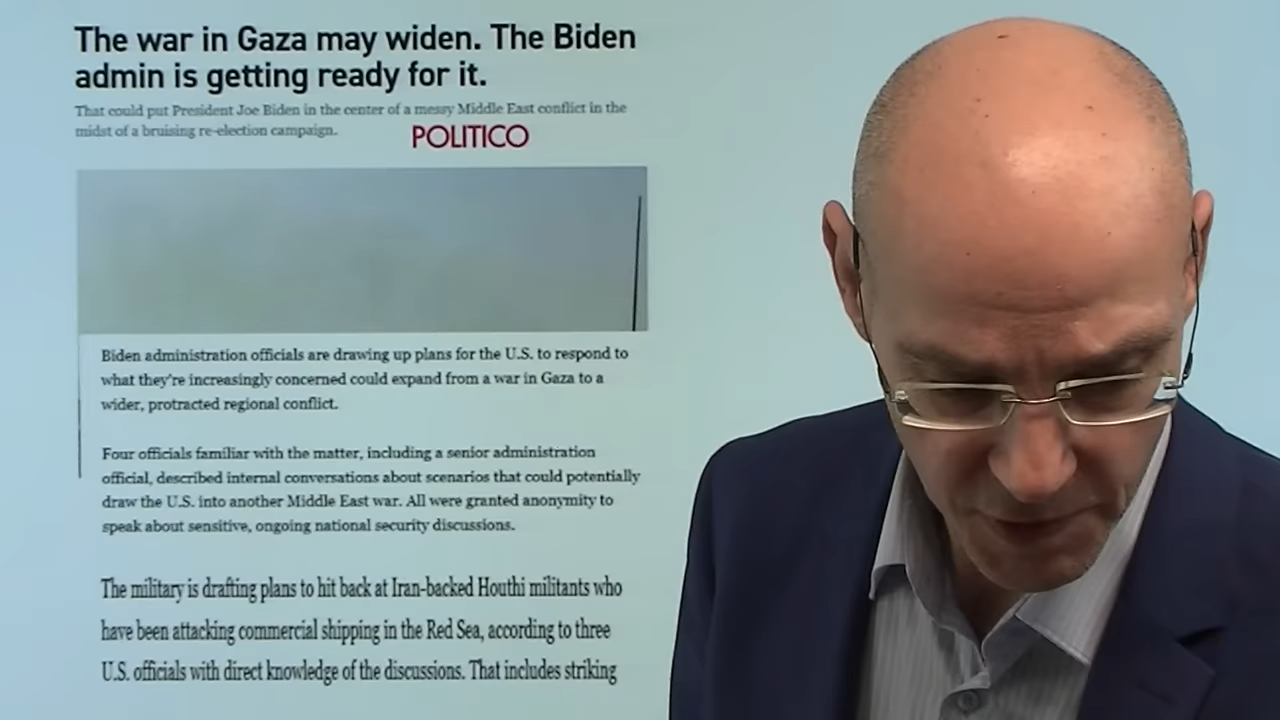 The war in Gaza may widen. The Biden
admin is getting ready for it.
That could put President Joe Biden in the center of a messy Middle East conflict in the
midst of a bruising re-election campaign.
POLITICO
Biden administration officials are drawing up plans for the U.S. to respond to
what they're increasingly concerned could expand from a war in Gaza to a
wider, protracted regional conflict.
Four officials familiar with the matter, including a senior administration
official, described internal conversations about scenarios that could potentially
draw the U.S. into another Middle East war. All were granted anonymity to
speak about sensitive, ongoing national security discussions.
The military is drafting plans to hit back at Iran-backed Houthi militants who
have been attacking commercial shipping in the Red Sea, according to three
U.S. officials with direct knowledge of the discussions. That includes striking